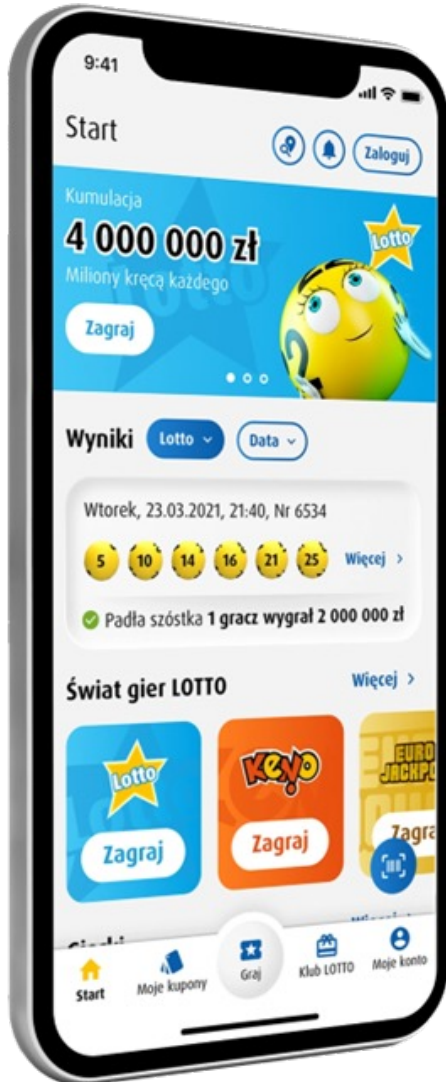 9:41
Start
Zaloguj
Kumulacja
4 000 000 zł
Miliony kręcą każdego
Zagraj
Lotto
2
Wyniki Lotto Data
Wtorek, 23.03.2021, 21:40, Nr 6534
5 10 14 16 21 25 Więcej >
Padła szóstka 1 gracz wygrał 2 000 000 zł
Świat gier LOTTO Więcej >
Lotto KENO EURO
JACKP
Zagraj Zagraj Zagra
Start Moje kupony Graj Klub LOTTO Moje konto